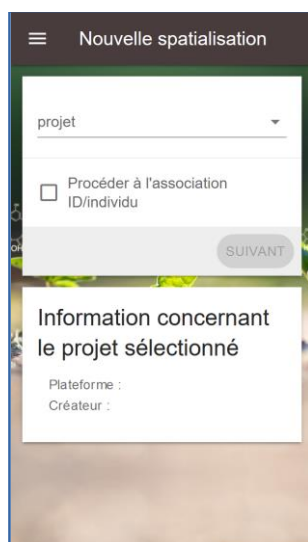 Nouvelle spatialisation
projet
Procéder à l'association
ID/individu
SUIVANT
Information concernant
le projet sélectionné
Plateforme :
Créateur :